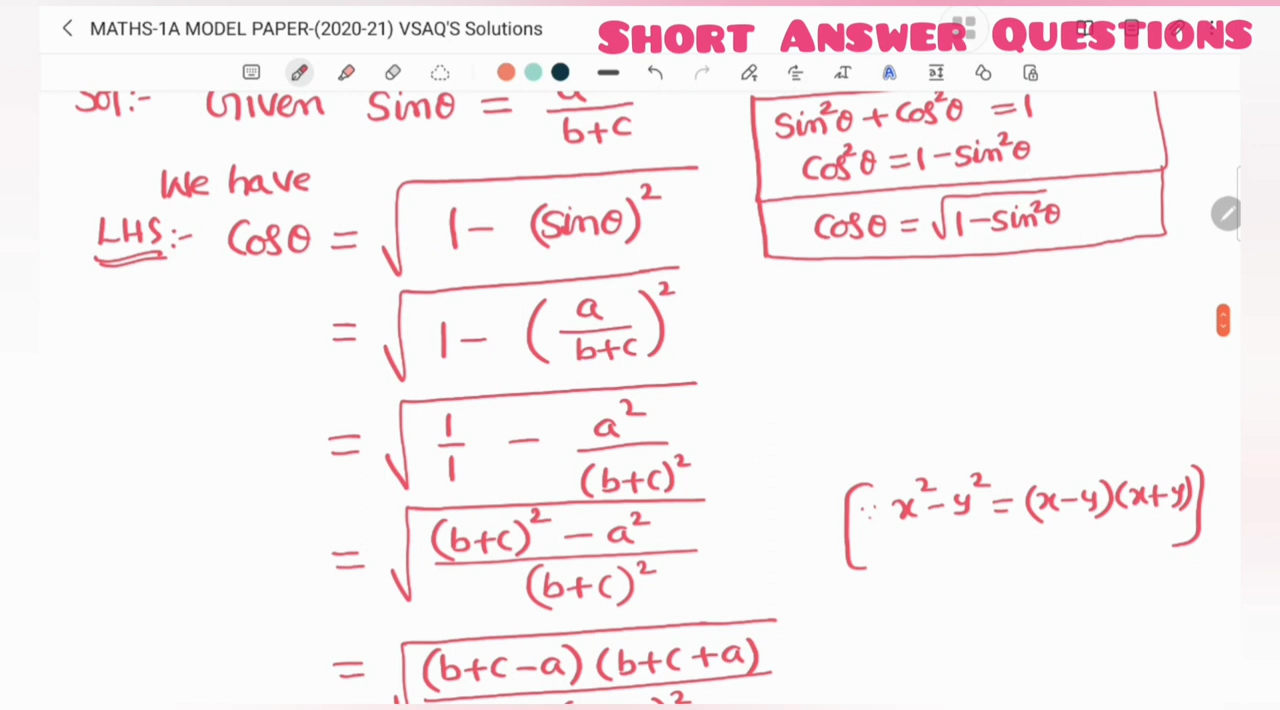 MATHS-1A MODEL PAPER-(2020-21) VSAQ'S Solutions
SHORT ANSWER QUESTIONS
Sol:- Given Sinθ = a/(b+c)
Sin²θ + Cos²θ = 1
Cos²θ = 1 - Sin²θ
Cosθ = √(1-Sin²θ)
We have
LHS:- Cosθ = √(1 - (Sinθ)²)
= √(1 - (a/(b+c))²)
= √(1/1 - a²/(b+c)²)
[∵ x² - y² = (x-y)(x+y)]
= √(((b+c)² - a²)/(b+c)²)
= √((b+c-a)(b+c+a)